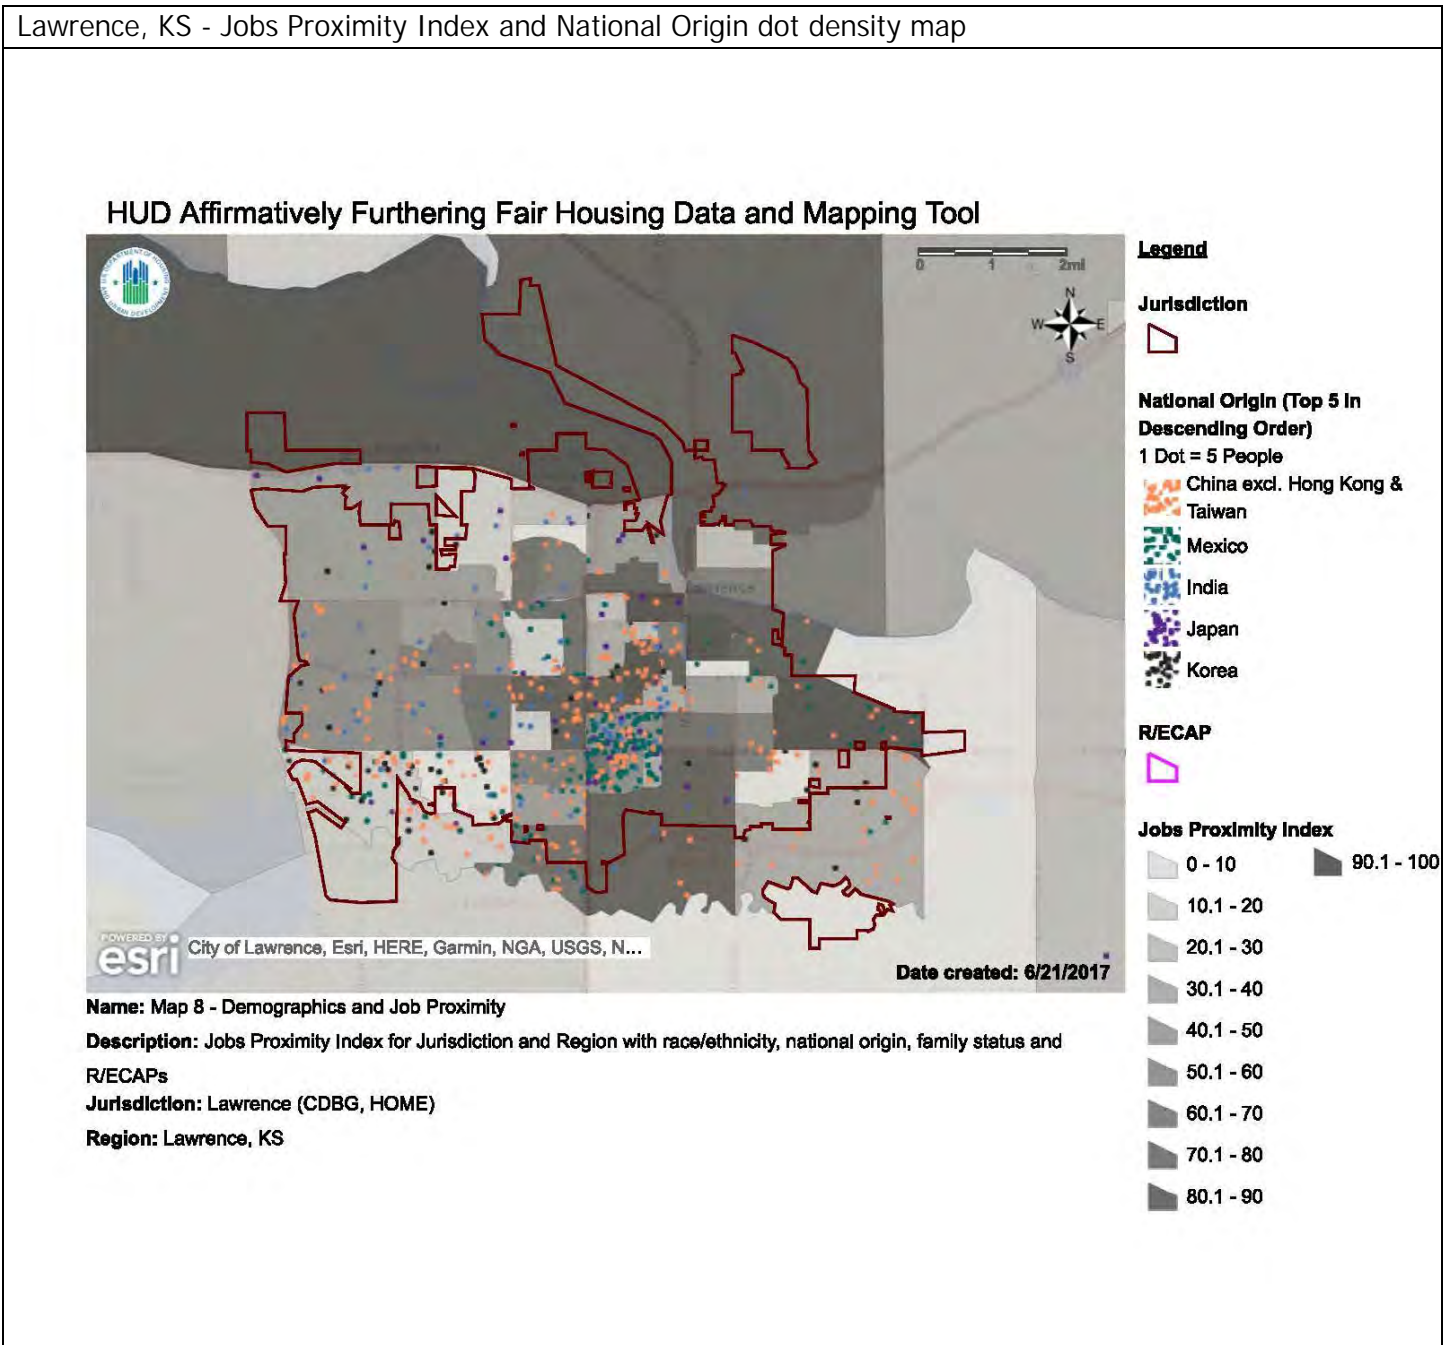 Lawrence, KS - Jobs Proximity Index and National Origin dot density map
HUD Affirmatively Furthering Fair Housing Data and Mapping Tool
0 1 2mi
N
W E
S
Lawrence
POWERED BY
esri
City of Lawrence, Esri, HERE, Garmin, NGA, USGS, N...
Date created: 6/21/2017
Legend
Jurisdiction
National Origin (Top 5 in
Descending Order)
1 Dot = 5 People
China excl. Hong Kong &
Taiwan
Mexico
India
Japan
Korea
R/ECAP
Jobs Proximity Index
0 - 10
10.1 - 20
20.1 - 30
30.1 - 40
40.1 - 50
50.1 - 60
60.1 - 70
70.1 - 80
80.1 - 90
90.1 - 100
Name: Map 8 - Demographics and Job Proximity
Description: Jobs Proximity Index for Jurisdiction and Region with race/ethnicity, national origin, family status and
R/ECAPs
Jurisdiction: Lawrence (CDBG, HOME)
Region: Lawrence, KS